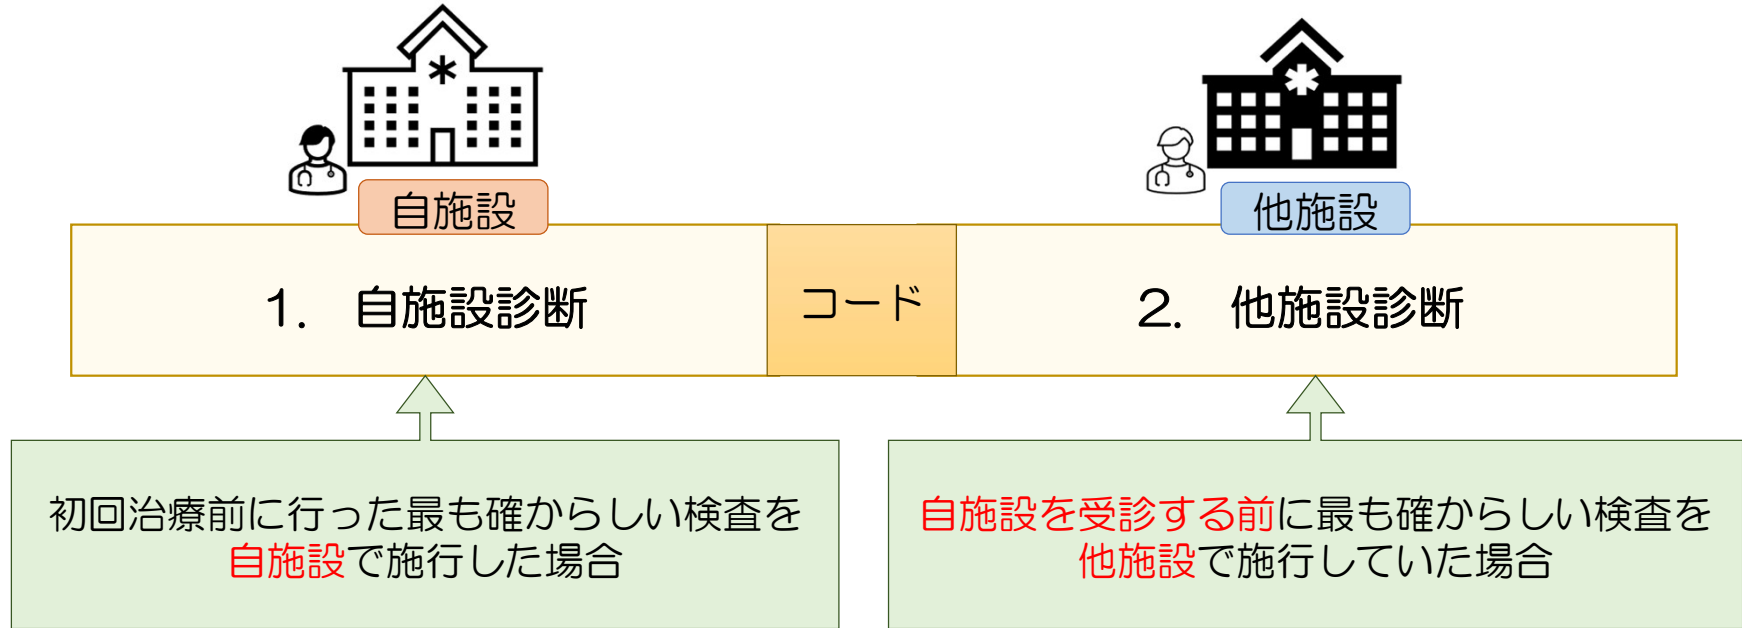 自施設
他施設
1. 自施設診断
コード
2. 他施設診断
初回治療前に行った最も確からしい検査を
自施設で施行した場合
自施設を受診する前に最も確からしい検査を
他施設で施行していた場合